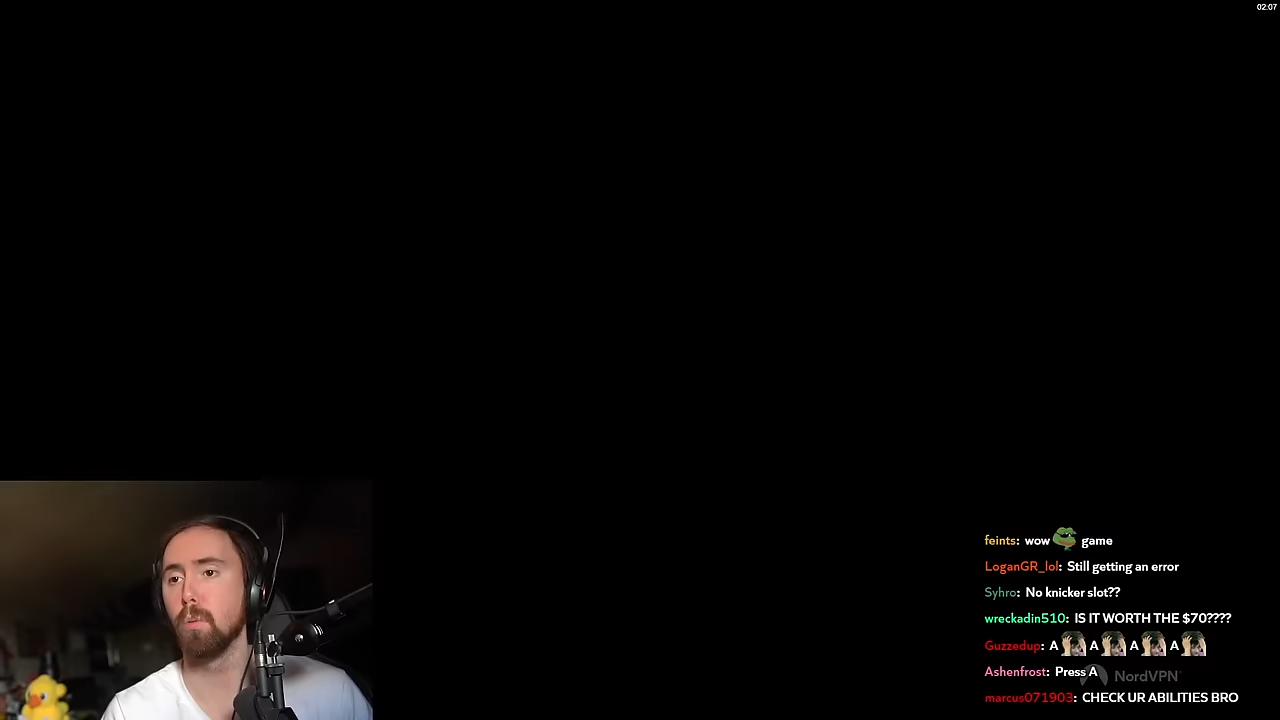 02:07
feints: wow game
LoganGR_lol: Still getting an error
Syhro: No knicker slot??
wreckadin510: IS IT WORTH THE $70????
Guzzedup: A A A A
Ashenfrost: Press A
NordVPN
marcus071903: CHECK UR ABILITIES BRO